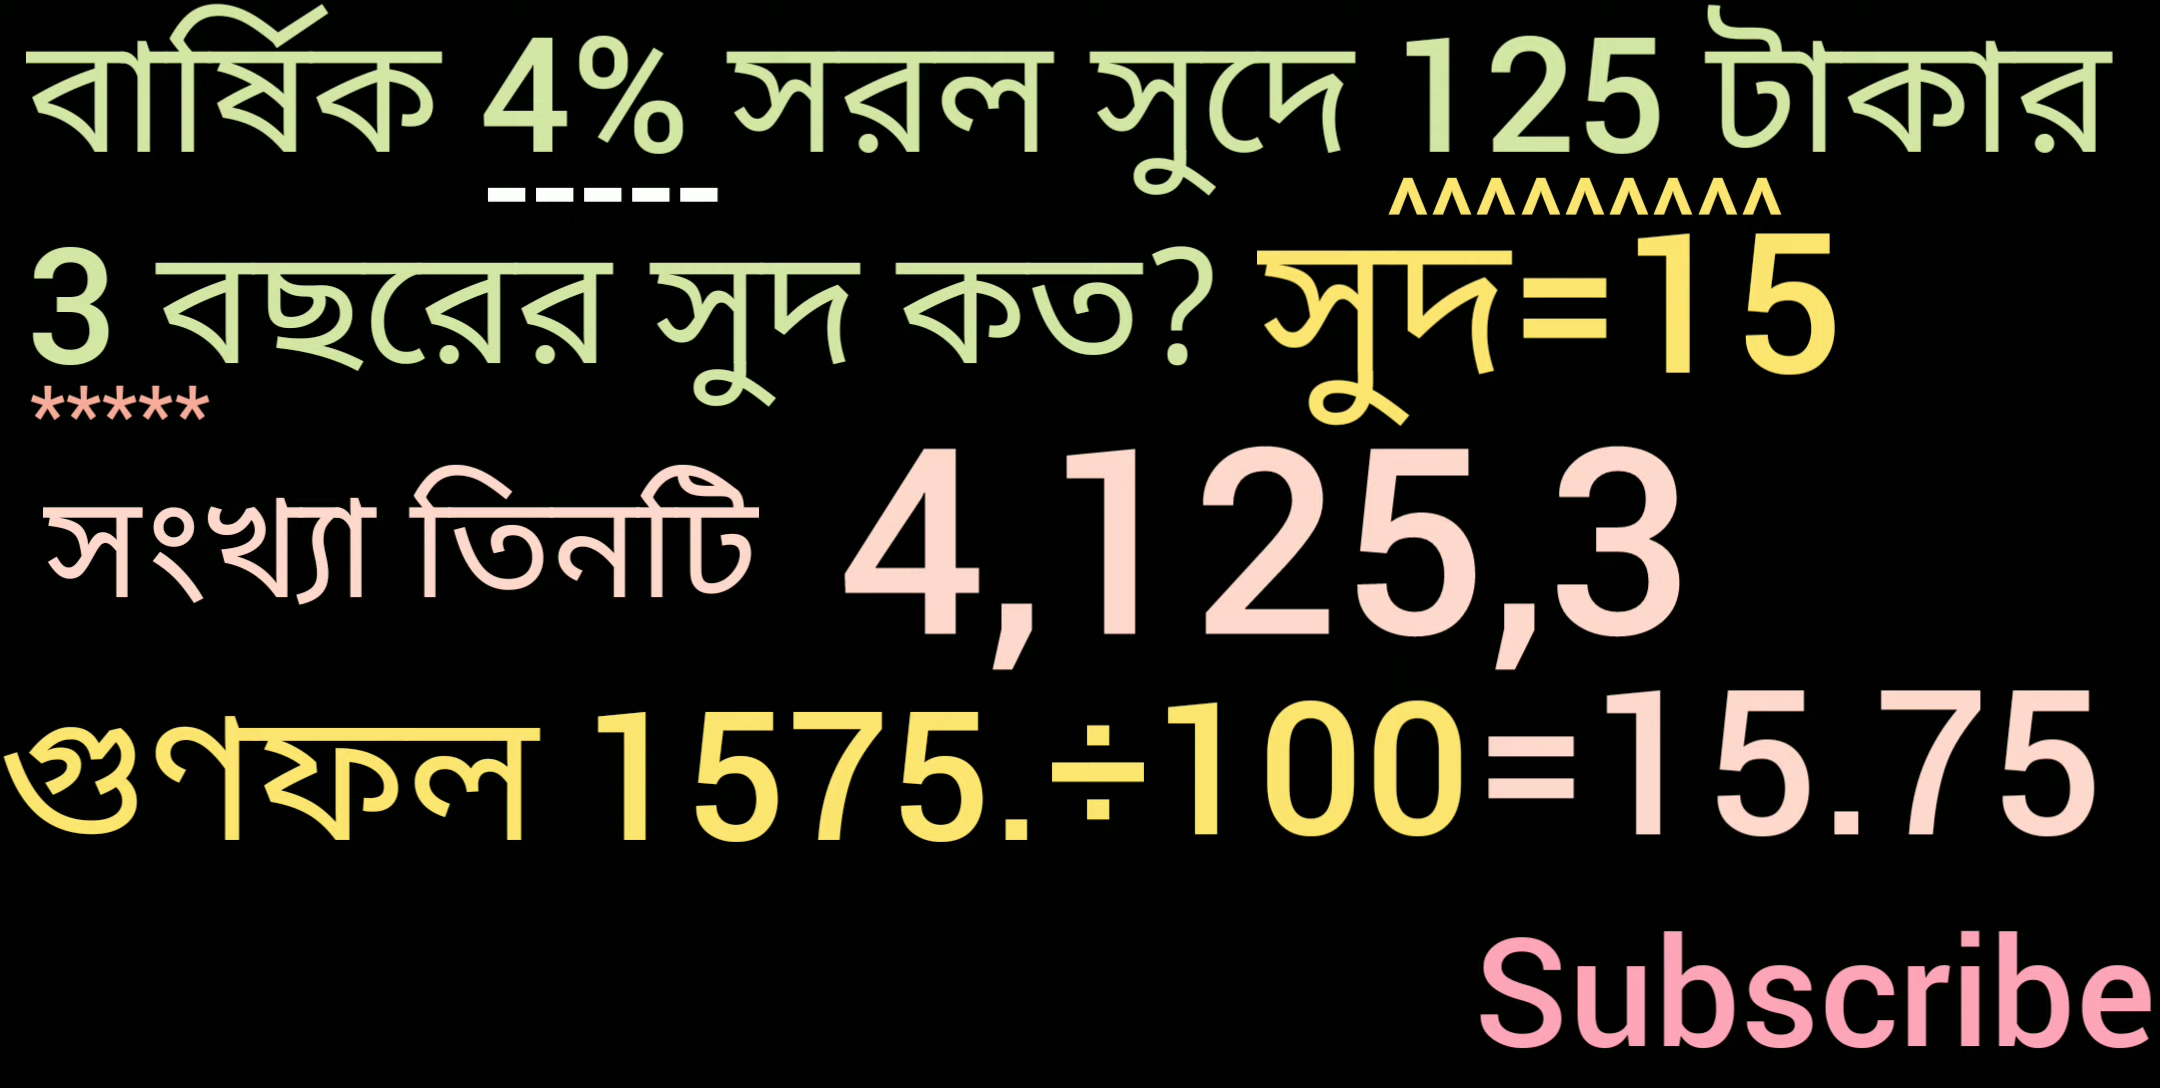 বার্ষিক 4% সরল সুদে 125 টাকার
----- ^^^^^^^^^
3 বছরের সুদ কত? সুদ=15
*****
সংখ্যা তিনটি 4,125,3
গুণফল 1575.÷100=15.75
Subscribe